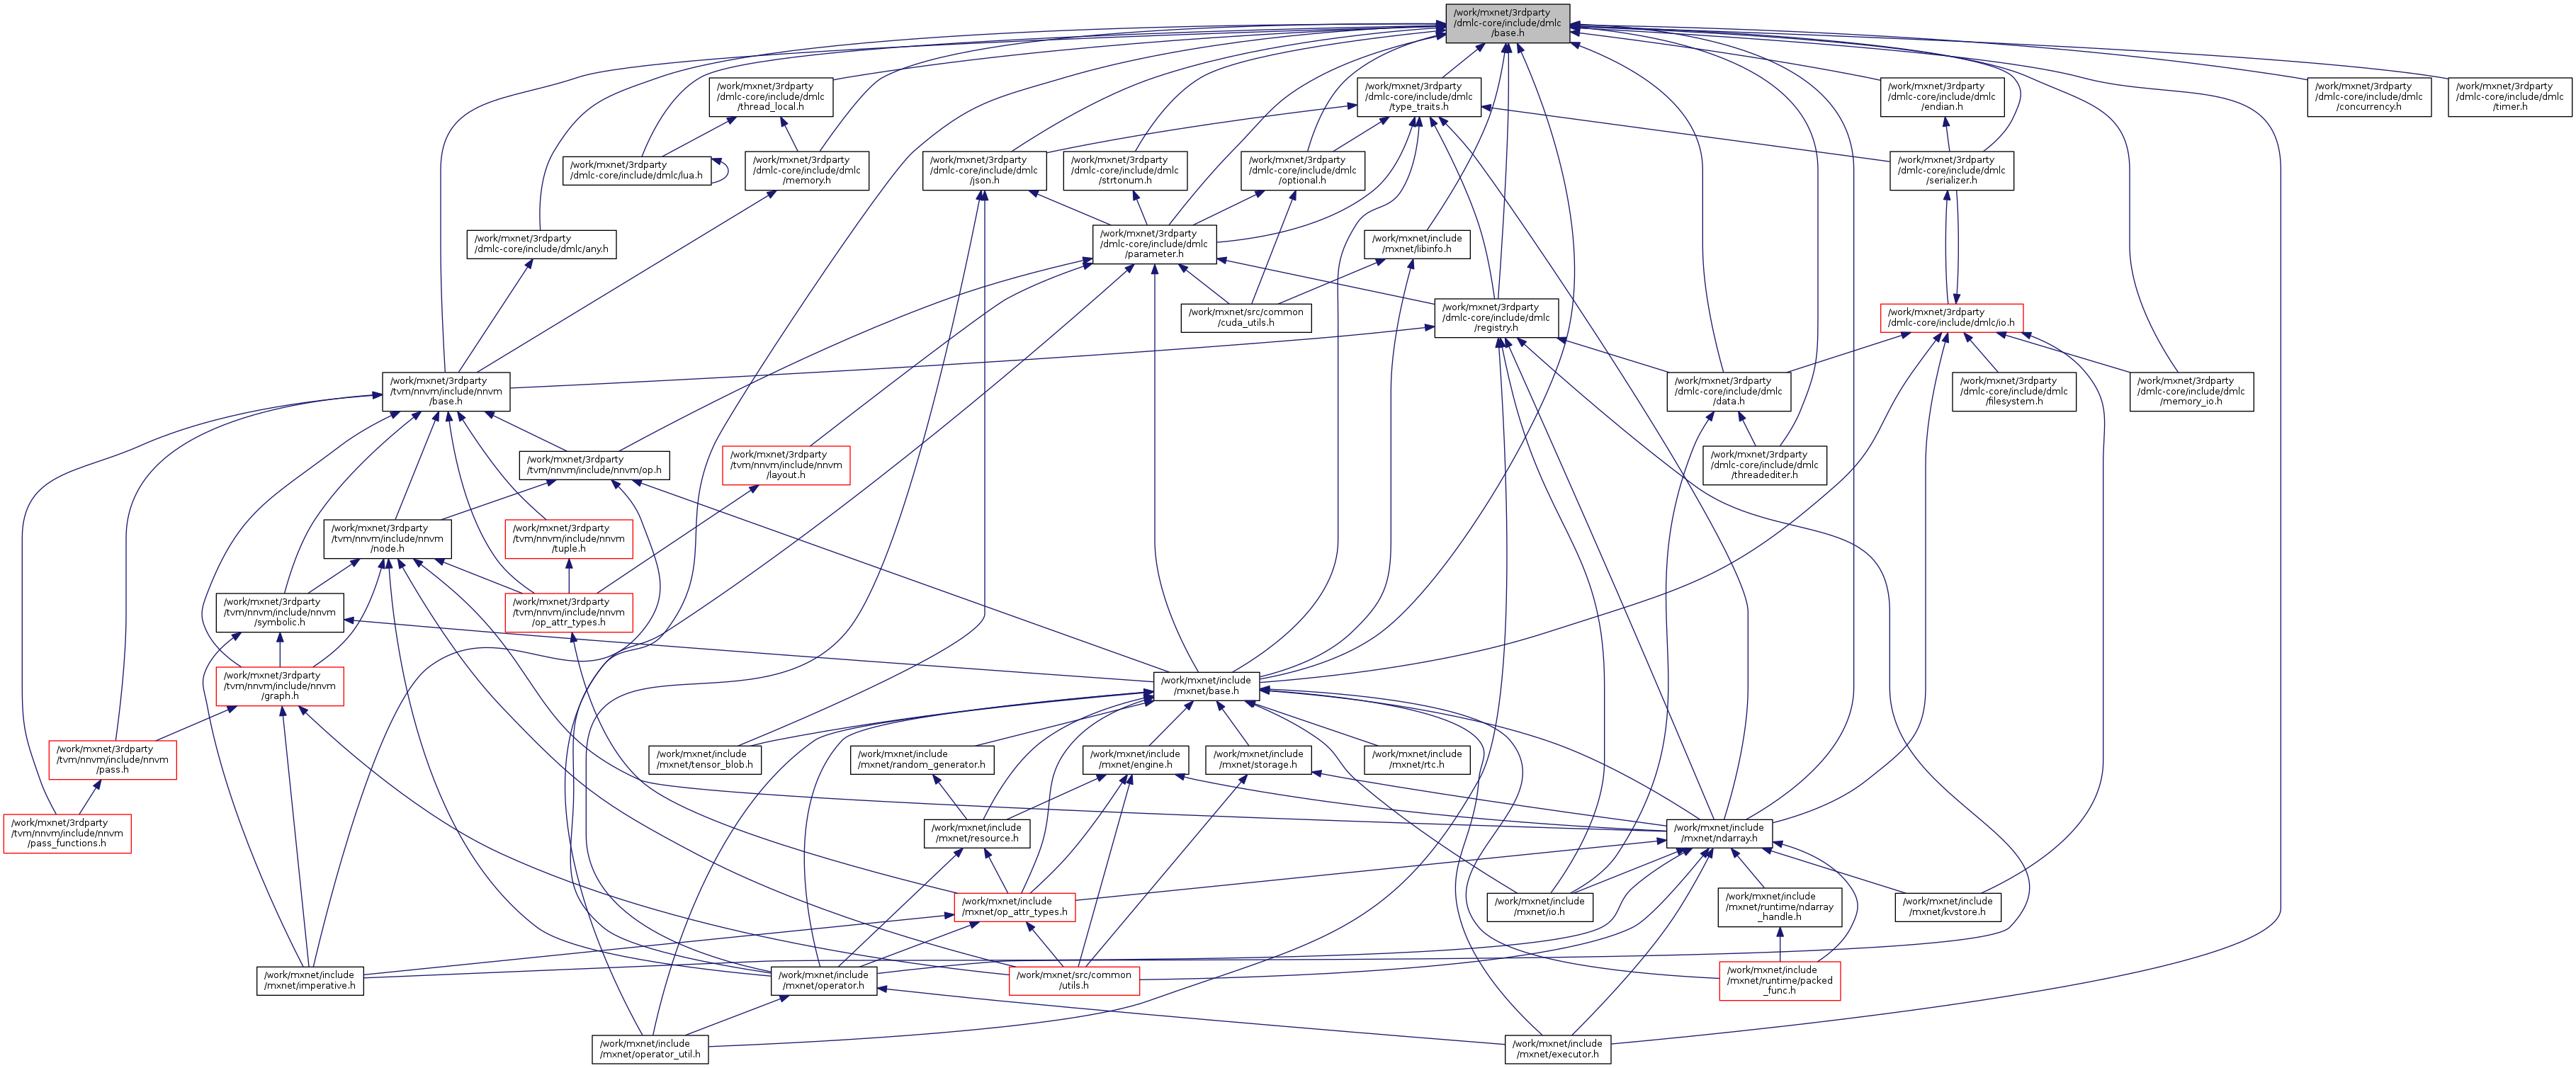 /work/mxnet/3rdparty
/dmlc-core/include/dmlc
/base.h
/work/mxnet/3rdparty
/dmlc-core/include/dmlc
/thread_local.h
/work/mxnet/3rdparty
/dmlc-core/include/dmlc
/type_traits.h
/work/mxnet/3rdparty
/dmlc-core/include/dmlc
/endian.h
/work/mxnet/3rdparty
/dmlc-core/include/dmlc
/concurrency.h
/work/mxnet/3rdparty
/dmlc-core/include/dmlc
/timer.h
/work/mxnet/3rdparty
/dmlc-core/include/dmlc/lua.h
/work/mxnet/3rdparty
/dmlc-core/include/dmlc
/memory.h
/work/mxnet/3rdparty
/dmlc-core/include/dmlc
/json.h
/work/mxnet/3rdparty
/dmlc-core/include/dmlc
/strtonum.h
/work/mxnet/3rdparty
/dmlc-core/include/dmlc
/optional.h
/work/mxnet/3rdparty
/dmlc-core/include/dmlc
/serializer.h
/work/mxnet/3rdparty
/dmlc-core/include/dmlc/any.h
/work/mxnet/3rdparty
/dmlc-core/include/dmlc
/parameter.h
/work/mxnet/include
/mxnet/libinfo.h
/work/mxnet/src/common
/cuda_utils.h
/work/mxnet/3rdparty
/dmlc-core/include/dmlc
/registry.h
/work/mxnet/3rdparty
/dmlc-core/include/dmlc/io.h
/work/mxnet/3rdparty
/tvm/nnvm/include/nnvm
/base.h
/work/mxnet/3rdparty
/dmlc-core/include/dmlc
/data.h
/work/mxnet/3rdparty
/dmlc-core/include/dmlc
/filesystem.h
/work/mxnet/3rdparty
/dmlc-core/include/dmlc
/memory_io.h
/work/mxnet/3rdparty
/tvm/nnvm/include/nnvm/op.h
/work/mxnet/3rdparty
/tvm/nnvm/include/nnvm
/layout.h
/work/mxnet/3rdparty
/dmlc-core/include/dmlc
/threadediter.h
/work/mxnet/3rdparty
/tvm/nnvm/include/nnvm
/node.h
/work/mxnet/3rdparty
/tvm/nnvm/include/nnvm
/tuple.h
/work/mxnet/3rdparty
/tvm/nnvm/include/nnvm
/symbolic.h
/work/mxnet/3rdparty
/tvm/nnvm/include/nnvm
/op_attr_types.h
/work/mxnet/3rdparty
/tvm/nnvm/include/nnvm
/graph.h
/work/mxnet/include
/mxnet/base.h
/work/mxnet/3rdparty
/tvm/nnvm/include/nnvm
/pass.h
/work/mxnet/include
/mxnet/tensor_blob.h
/work/mxnet/include
/mxnet/random_generator.h
/work/mxnet/include
/mxnet/engine.h
/work/mxnet/include
/mxnet/storage.h
/work/mxnet/include
/mxnet/rtc.h
/work/mxnet/3rdparty
/tvm/nnvm/include/nnvm
/pass_functions.h
/work/mxnet/include
/mxnet/resource.h
/work/mxnet/include
/mxnet/ndarray.h
/work/mxnet/include
/mxnet/op_attr_types.h
/work/mxnet/include
/mxnet/io.h
/work/mxnet/include
/mxnet/runtime/ndarray
_handle.h
/work/mxnet/include
/mxnet/kvstore.h
/work/mxnet/include
/mxnet/imperative.h
/work/mxnet/include
/mxnet/operator.h
/work/mxnet/src/common
/utils.h
/work/mxnet/include
/mxnet/runtime/packed
_func.h
/work/mxnet/include
/mxnet/operator_util.h
/work/mxnet/include
/mxnet/executor.h